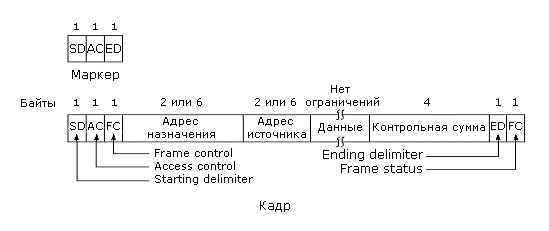 1 1 1
SD AC ED
Маркер
Нет
Байты 1 1 1 2 или 6 2 или 6 ограничений 4 1 1
SD AC FC Адрес назначения Адрес источника Данные Контрольная сумма ED FC
Frame control
Access control
Starting delimiter
Ending delimiter
Frame status
Кадр